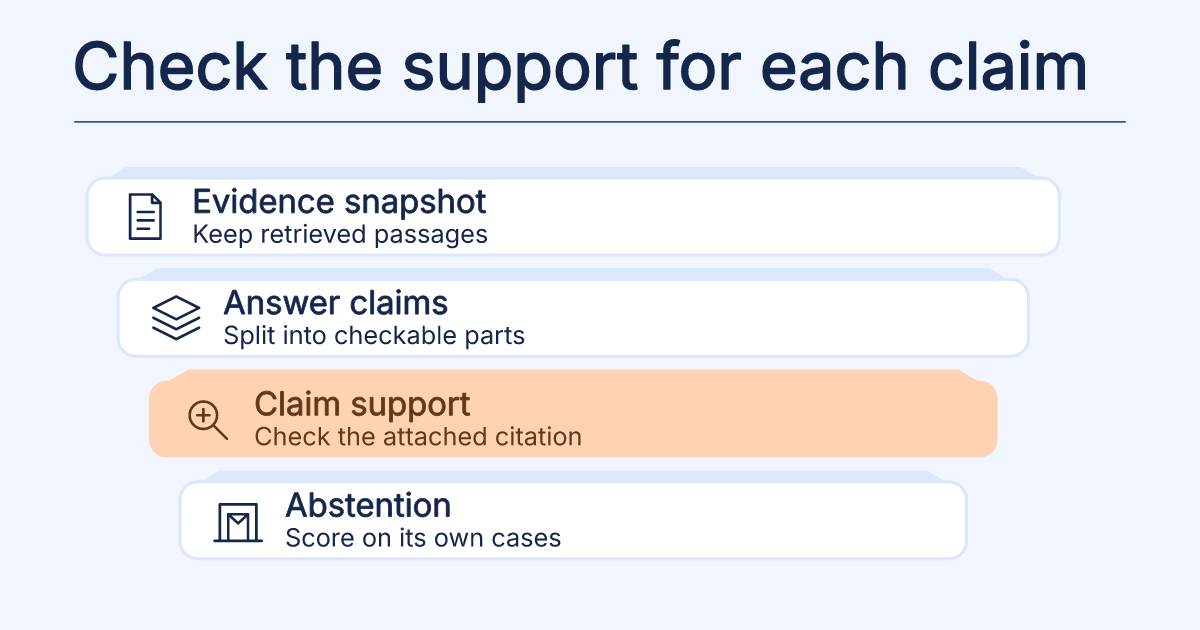 Check the support for each claim
Evidence snapshot
Keep retrieved passages
Answer claims
Split into checkable parts
Claim support
Check the attached citation
Abstention
Score on its own cases